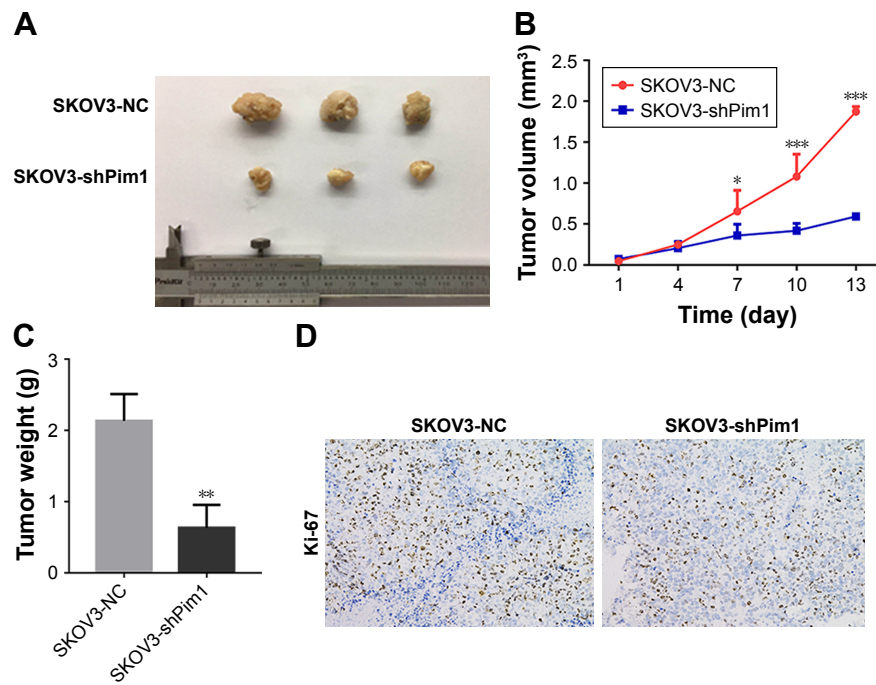 A
SKOV3-NC
SKOV3-shPim1
B
Tumor volume (mm³)
2.5
2.0
1.5
1.0
0.5
0.0
SKOV3-NC
SKOV3-shPim1
*
***
***
1 4 7 10 13
Time (day)
C
Tumor weight (g)
3
2
1
0
**
SKOV3-NC
SKOV3-shPim1
D
SKOV3-NC
SKOV3-shPim1
Ki-67